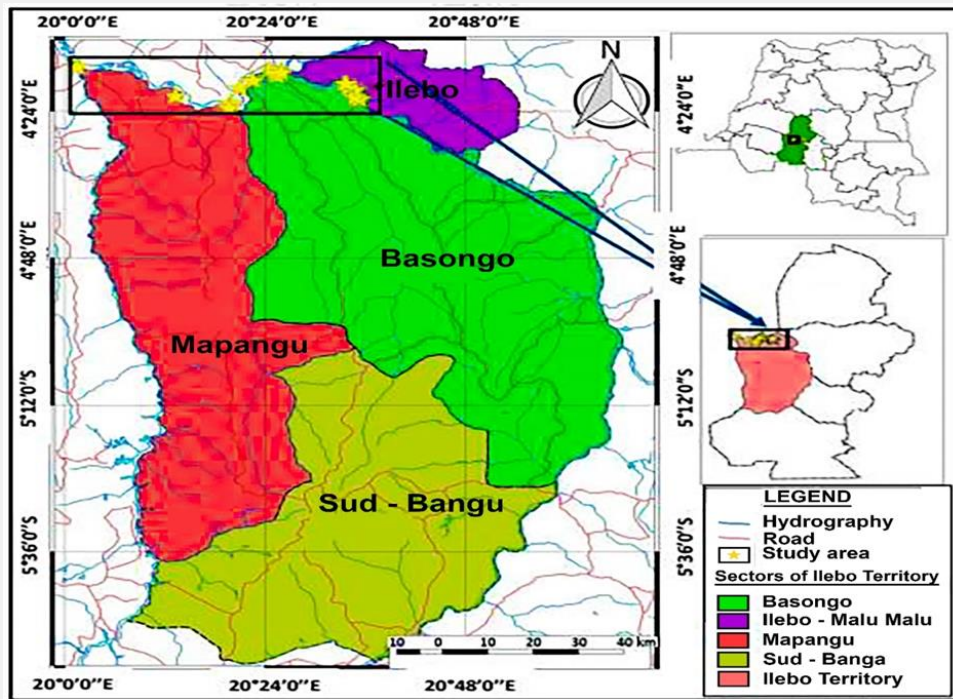 20°0'0"E 20°24'0"E 20°48'0"E
N
Ilebo
4°24'0"E
4°24'0"E
Basongo
4°48'0"E
4°48'0"E
Mapangu
5°12'0"E
5°12'0"E
Sud - Bangu
5°36'0"E
5°36'0"E
10 0 10 20 30 40 km
20°0'0"E 20°24'0"E 20°48'0"E
LEGEND
Hydrography
Road
Study area
Sectors of Ilebo Territory
Basongo
Ilebo - Malu Malu
Mapangu
Sud - Banga
Ilebo Territory